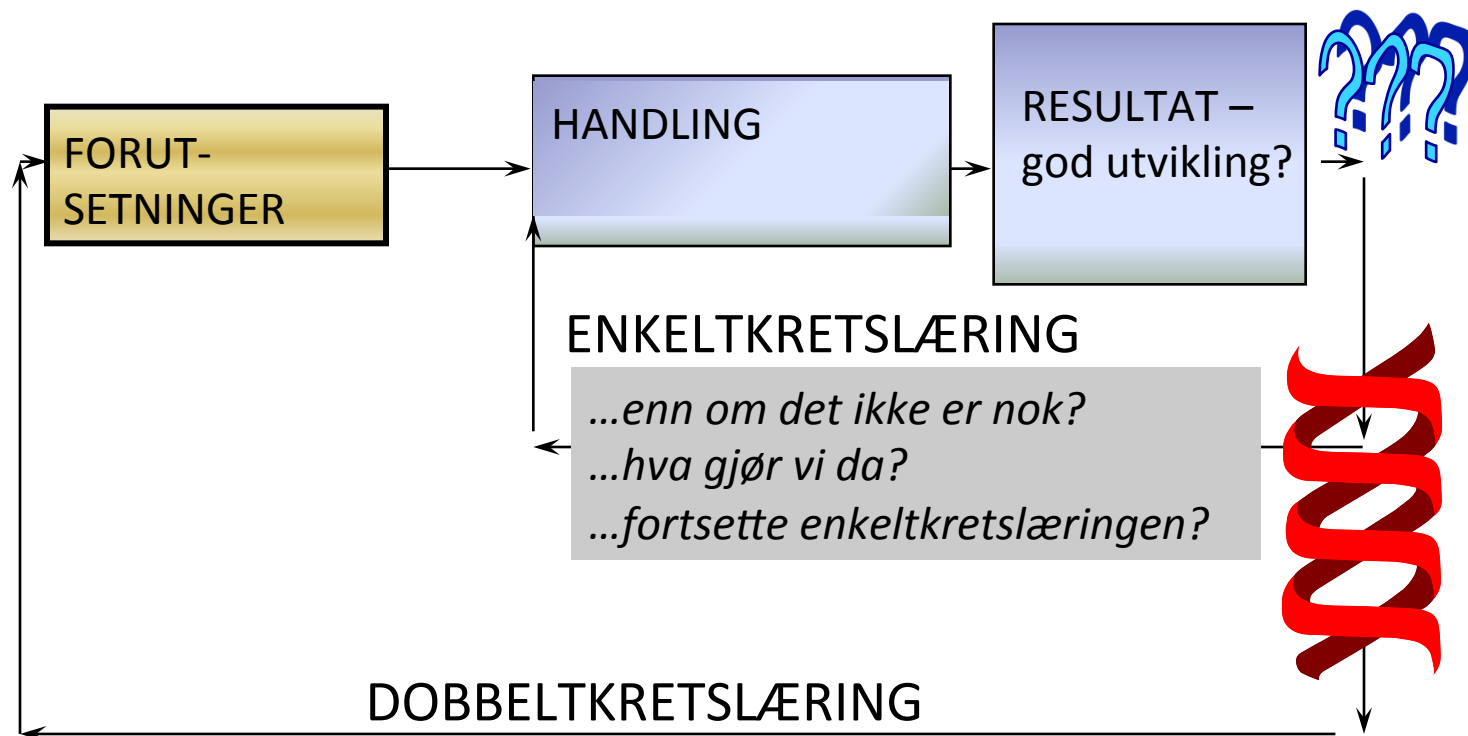 FORUT-
SETNINGER
HANDLING
RESULTAT –
god utvikling?
???
ENKELTKRETSLÆRING
...enn om det ikke er nok?
...hva gjør vi da?
...fortsette enkeltkretslæringen?
DOBBELTKRETSLÆRING